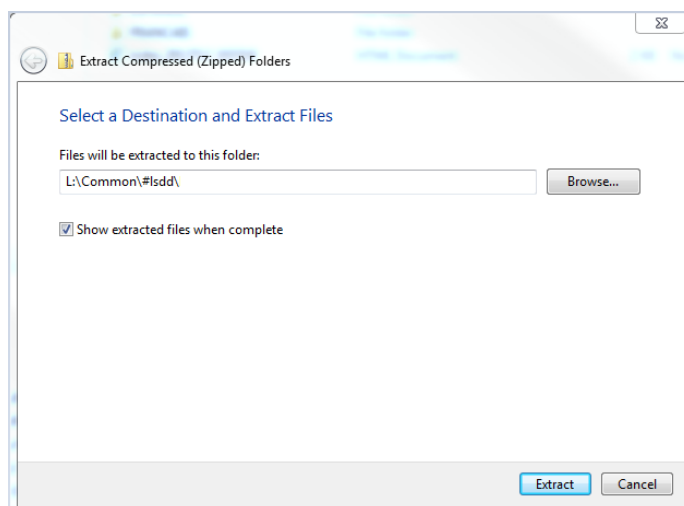 Extract Compressed (Zipped) Folders
Select a Destination and Extract Files
Files will be extracted to this folder:
L:\Common\#lsdd\
Browse...
Show extracted files when complete
Extract
Cancel